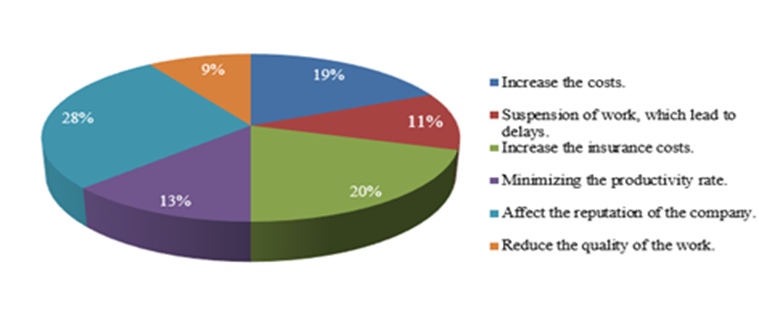 9%
19%
28%
11%
20%
13%
Increase the costs.
Suspension of work, which lead to
delays.
Increase the insurance costs.
Minimizing the productivity rate.
Affect the reputation of the company.
Reduce the quality of the work.